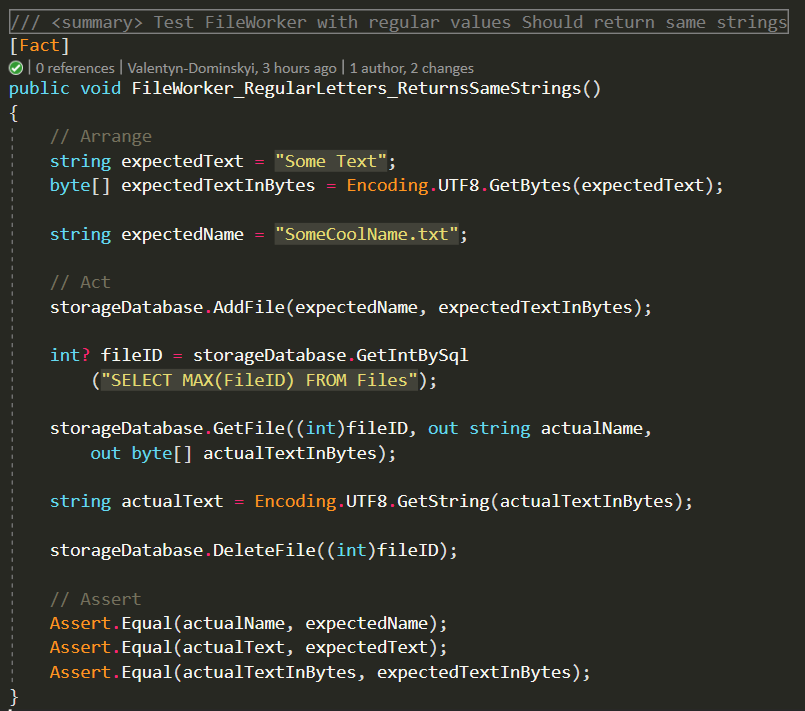 /// <summary> Test FileWorker with regular values Should return same strings
[Fact]
| 0 references | Valentyn-Dominskyi, 3 hours ago | 1 author, 2 changes
public void FileWorker_RegularLetters_ReturnsSameStrings()
{
// Arrange
string expectedText = "Some Text";
byte[] expectedTextInBytes = Encoding.UTF8.GetBytes(expectedText);
string expectedName = "SomeCoolName.txt";
// Act
storageDatabase.AddFile(expectedName, expectedTextInBytes);
int? fileID = storageDatabase.GetIntBySql
("SELECT MAX(FileID) FROM Files");
storageDatabase.GetFile((int)fileID, out string actualName,
out byte[] actualTextInBytes);
string actualText = Encoding.UTF8.GetString(actualTextInBytes);
storageDatabase.DeleteFile((int)fileID);
// Assert
Assert.Equal(actualName, expectedName);
Assert.Equal(actualText, expectedText);
Assert.Equal(actualTextInBytes, expectedTextInBytes);
}